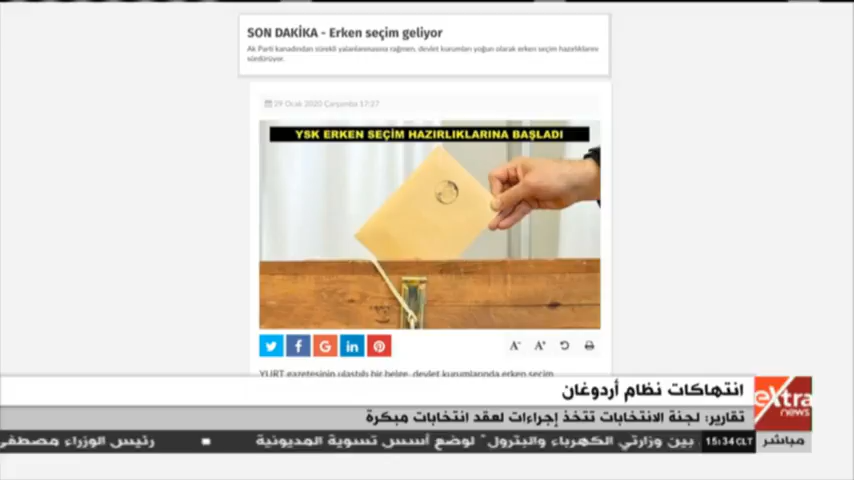 SON DAKİKA - Erken seçim geliyor
Ak Parti kanadından sürekli yalanlanmasına rağmen, devlet kurumları yoğun olarak erken seçim hazırlıklarını
sürdürüyor.
29 Ocak 2020 Çarşamba 17:27
YSK ERKEN SEÇİM HAZIRLIKLARINA BAŞLADI
A- A+
YURT gazetesinin ulaştığı bir belge, devlet kurumlarında erken seçim
انتهاكات نظام أردوغان
تقارير: لجنة الانتخابات تتخذ إجراءات لعقد انتخابات مبكرة
eXtra
news
مباشر
15:34 CLT
بين وزارتي الكهرباء والبترول" لوضع أسس تسوية المديونية ■ رئيس الوزراء مصطفى